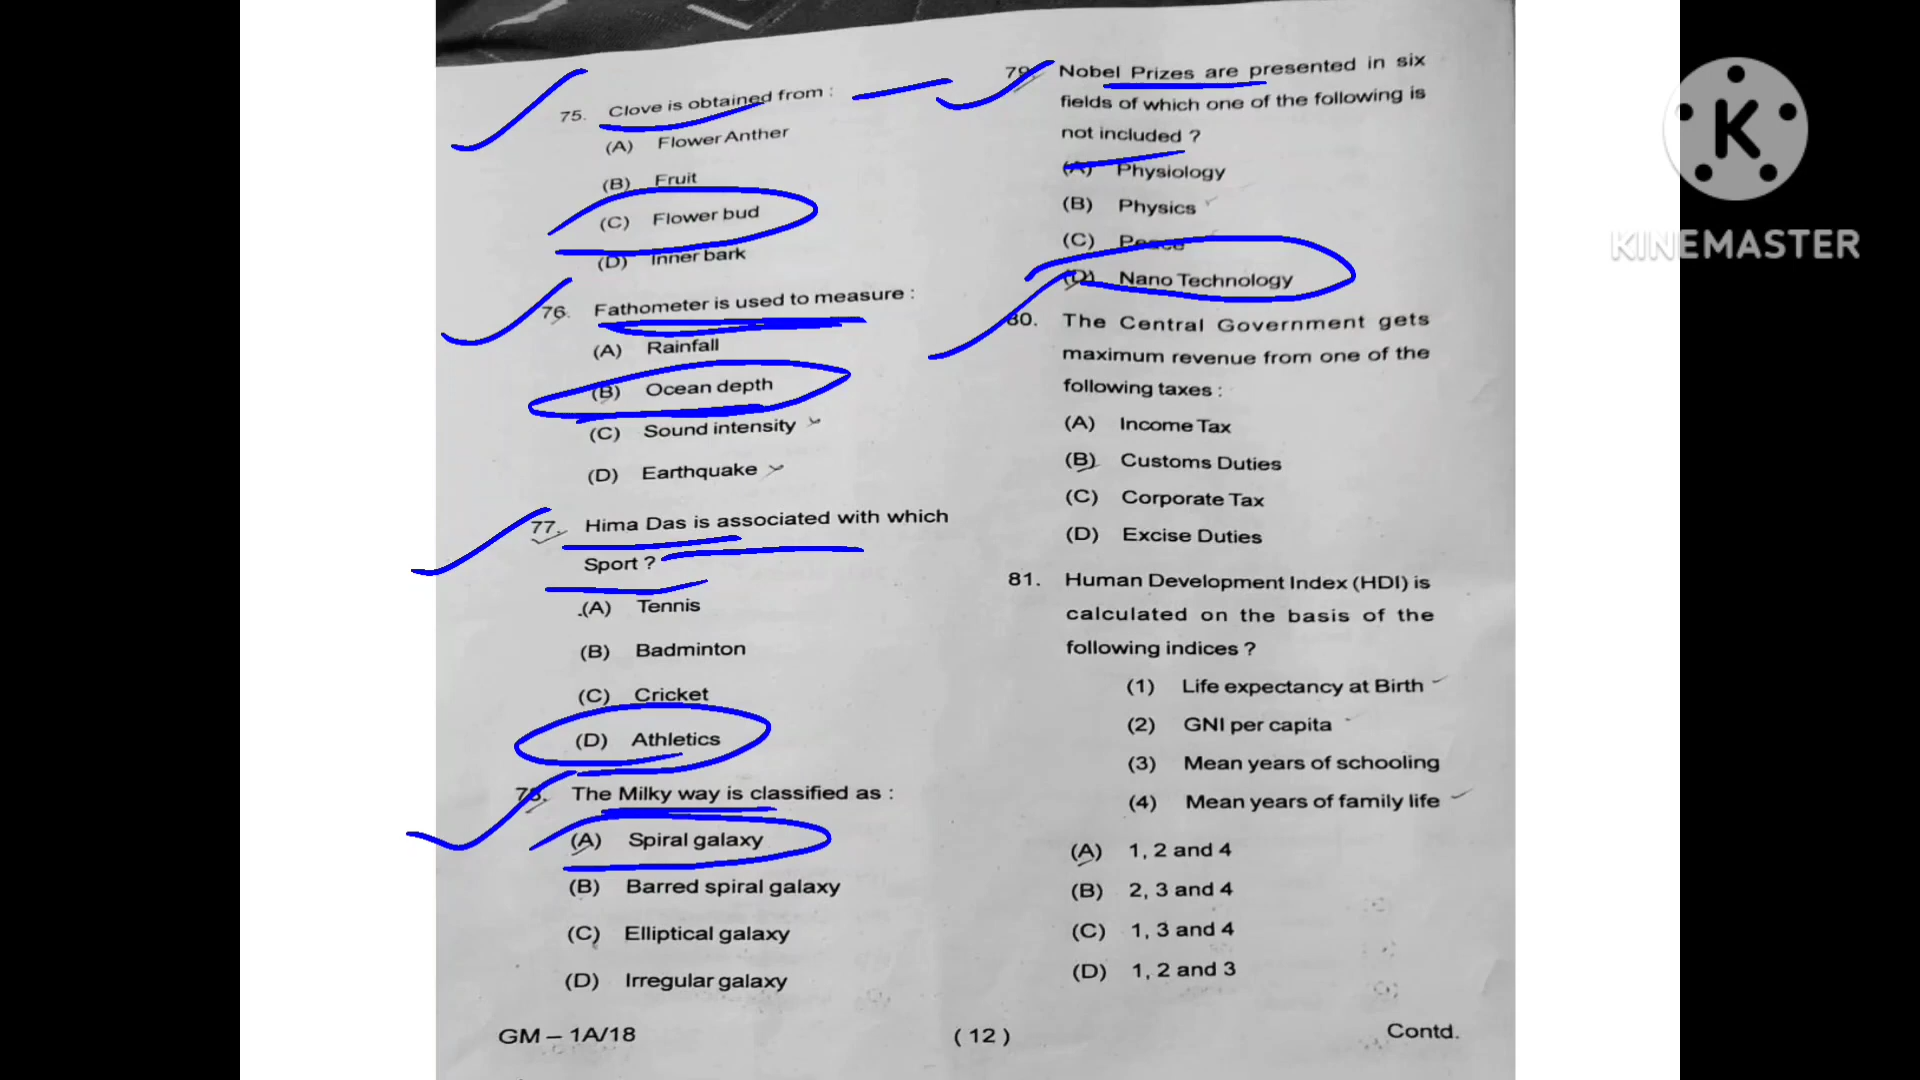 75. Clove is obtained from :
(A) Flower Anther
(B) Fruit
(C) Flower bud
(D) Inner bark
76. Fathometer is used to measure :
(A) Rainfall
(B) Ocean depth
(C) Sound intensity
(D) Earthquake
77. Hima Das is associated with which
Sport ?
(A) Tennis
(B) Badminton
(C) Cricket
(D) Athletics
78. The Milky way is classified as :
(A) Spiral galaxy
(B) Barred spiral galaxy
(C) Elliptical galaxy
(D) Irregular galaxy
79. Nobel Prizes are presented in six
fields of which one of the following is
not included ?
(A) Physiology
(B) Physics
(C) Peace
(D) Nano Technology
80. The Central Government gets
maximum revenue from one of the
following taxes :
(A) Income Tax
(B) Customs Duties
(C) Corporate Tax
(D) Excise Duties
81. Human Development Index (HDI) is
calculated on the basis of the
following indices ?
(1) Life expectancy at Birth
(2) GNI per capita
(3) Mean years of schooling
(4) Mean years of family life
(A) 1, 2 and 4
(B) 2, 3 and 4
(C) 1, 3 and 4
(D) 1, 2 and 3
GM – 1A/18
( 12 )
Contd.
K
KINEMASTER